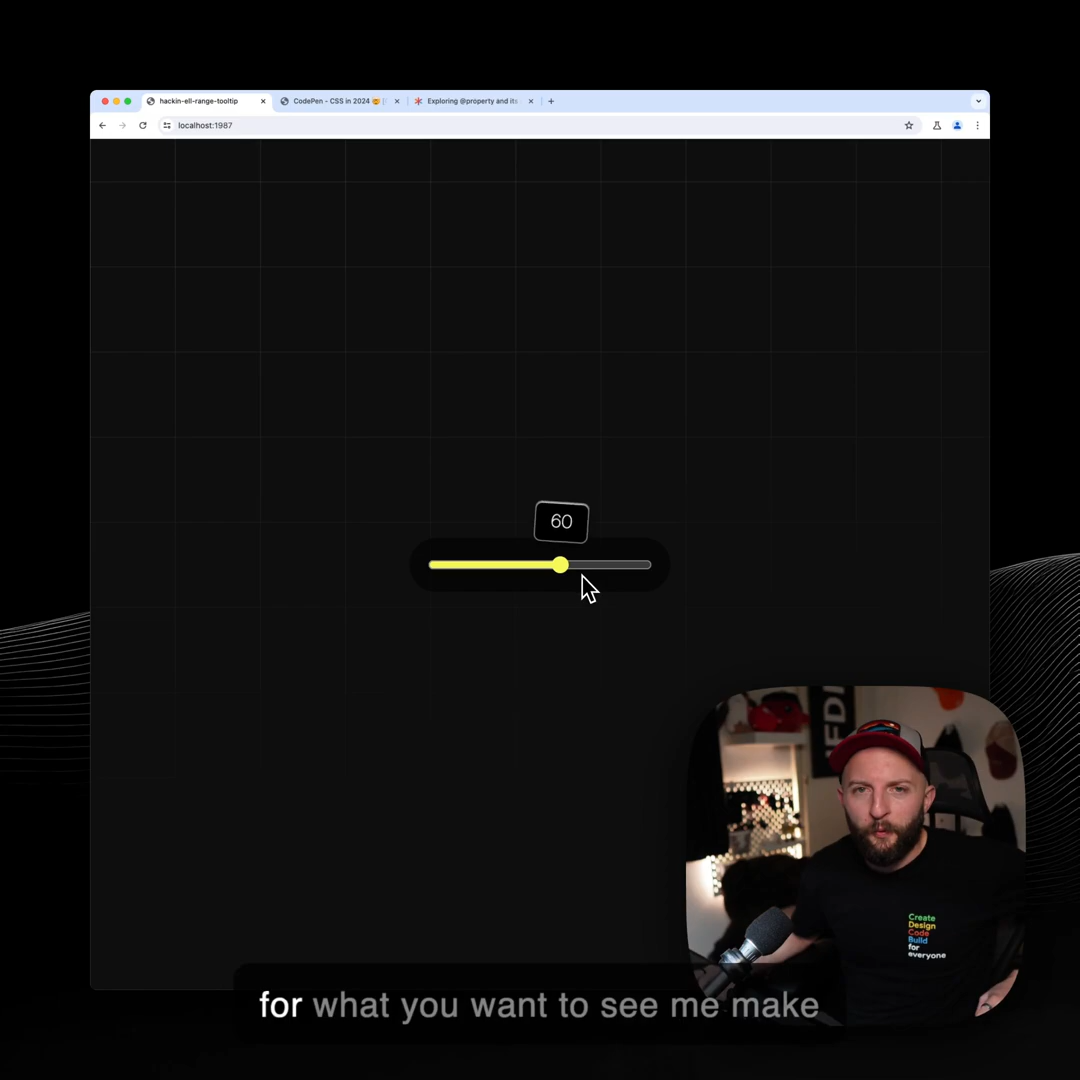 hackin-ell-range-tooltip
CodePen - CSS in 2024
Exploring @property and its
localhost:1987
60
Create
Design
Code
Build
for
everyone
for what you want to see me make